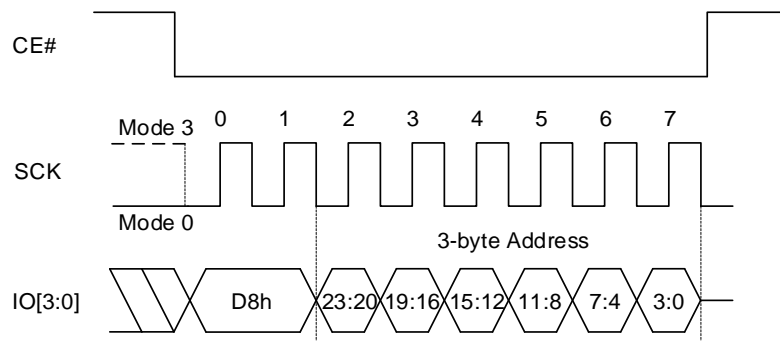 CE#
Mode 3 0 1 2 3 4 5 6 7
SCK
Mode 0
3-byte Address
IO[3:0] D8h 23:20 19:16 15:12 11:8 7:4 3:0